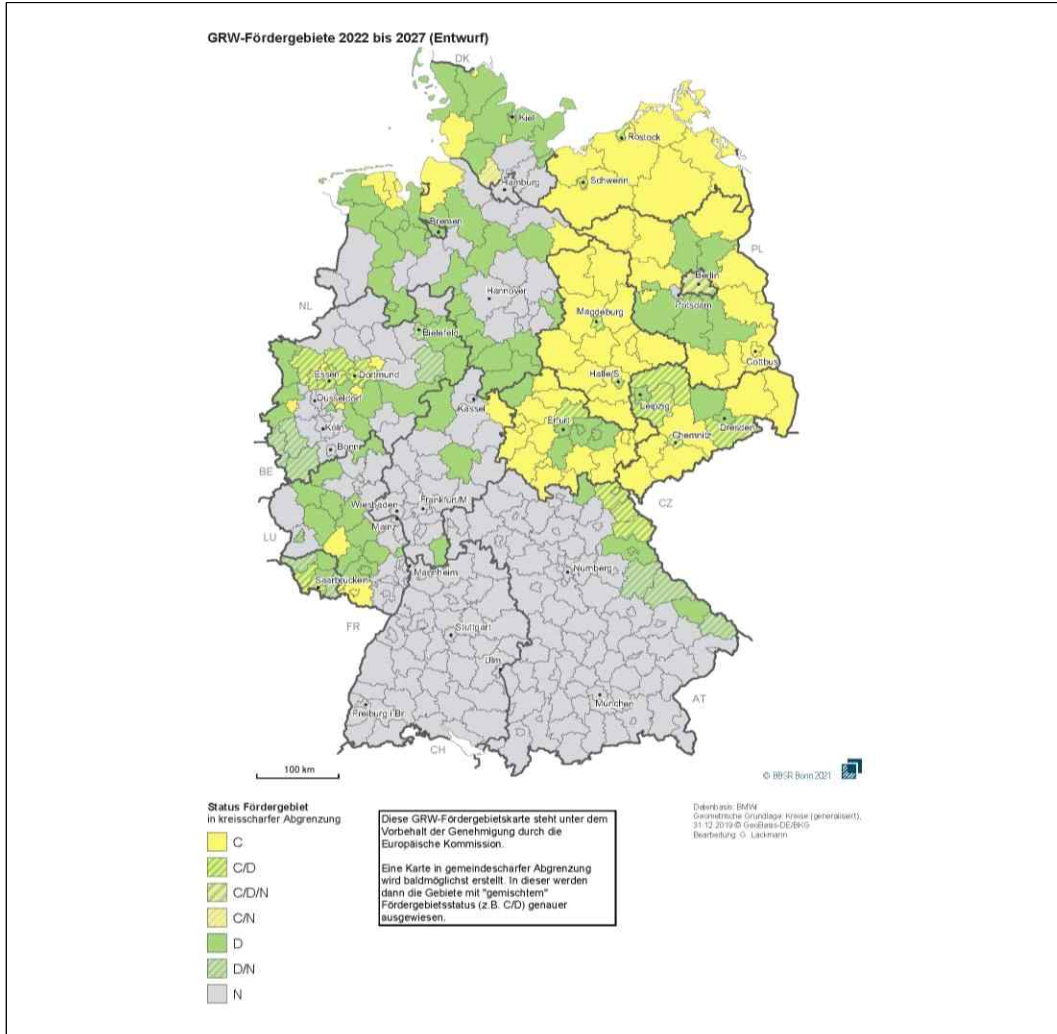 GRW-Fördergebiete 2022 bis 2027 (Entwurf)
DK
Kiel
Rostock
Hamburg
Schwerin
Bremen
PL
Berlin
NL
Hannover
Potsdam
Bielefeld
Magdeburg
Cottbus
Essen
Dortmund
Halle/S
Düsseldorf
Kassel
Leipzig
Köln
Erfurt
Dresden
Bonn
Chemnitz
BE
Wiesbaden
Frankfurt/M
CZ
Mainz
LU
Mannheim
Nürnberg
Saarbrücken
FR
Stuttgart
Ulm
München
AT
Freiburg i.Br.
CH
100 km
© BBSR Bonn 2021
Status Fördergebiet
in kreisscharfer Abgrenzung
C
C/D
C/D/N
C/N
D
D/N
N
Diese GRW-Fördergebietskarte steht unter dem
Vorbehalt der Genehmigung durch die
Europäische Kommission.
Eine Karte in gemeindescharfer Abgrenzung
wird baldmöglichst erstellt. In dieser werden
dann die Gebiete mit "gemischtem"
Fördergebietsstatus (z.B. C/D) genauer
ausgewiesen.
Datenbasis: BMWi
Geometrische Grundlage: Kreise (generalisiert),
31.12.2019 © GeoBasis-DE/BKG
Bearbeitung: G. Lackmann